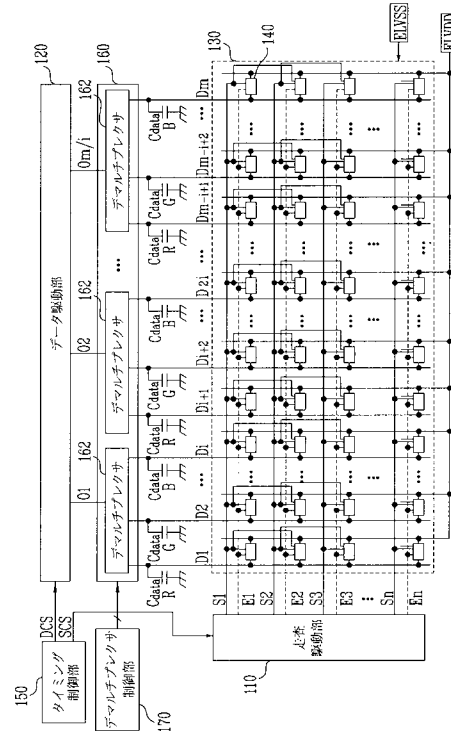 120
160
162
162
162
130
140
データ駆動部
O1
O2
Om/i
デマルチプレクサ
デマルチプレクサ
...
デマルチプレクサ
Cdata
R
Cdata
G
Cdata
B
Cdata
R
Cdata
G
Cdata
B
Cdata
R
Cdata
G
Cdata
B
D1
D2
...
Di
Di+1
Di+2
...
D2i
...
Dm-i+1
Dm-i+2
...
Dm
150
タイミング
制御部
DCS
SCS
170
デマルチプレクサ
制御部
110
走査
駆動部
S1
E1
S2
E2
S3
E3
Sn
En
ELVSS
ELVDD